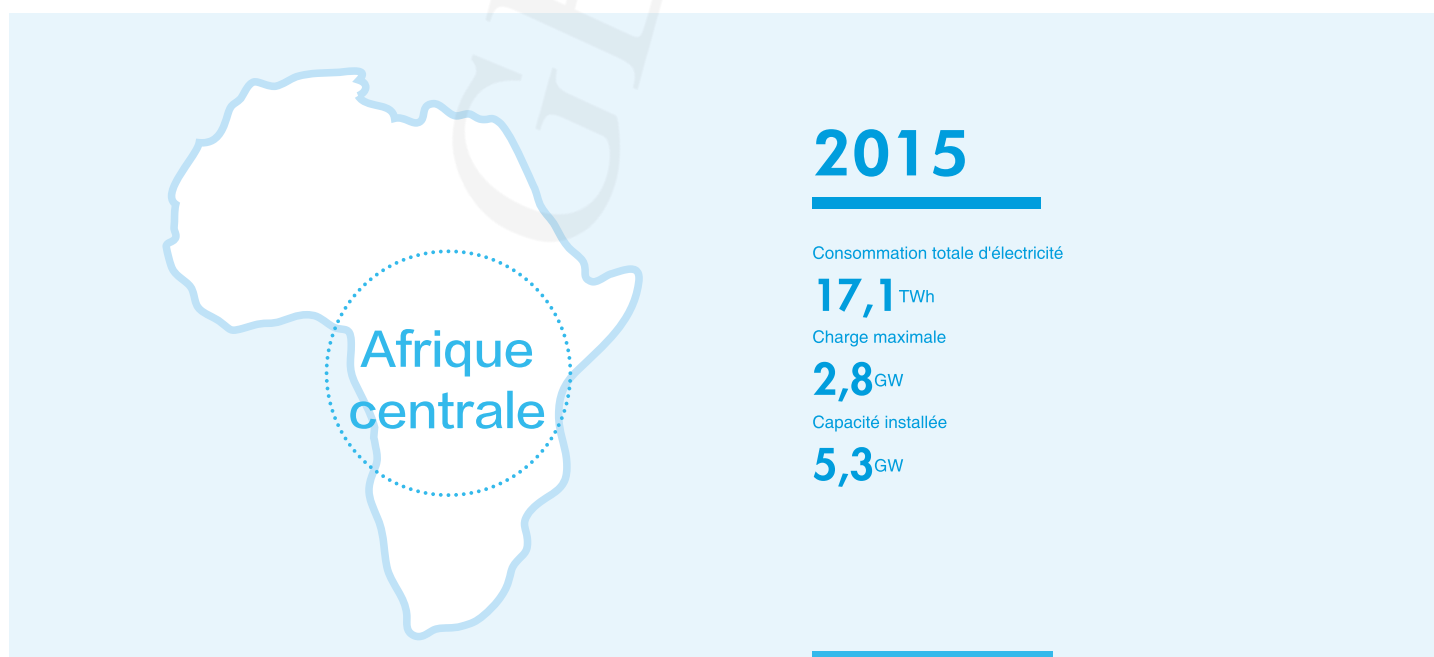 Afrique
centrale
2015
Consommation totale d'électricité
17,1 TWh
Charge maximale
2,8 GW
Capacité installée
5,3 GW